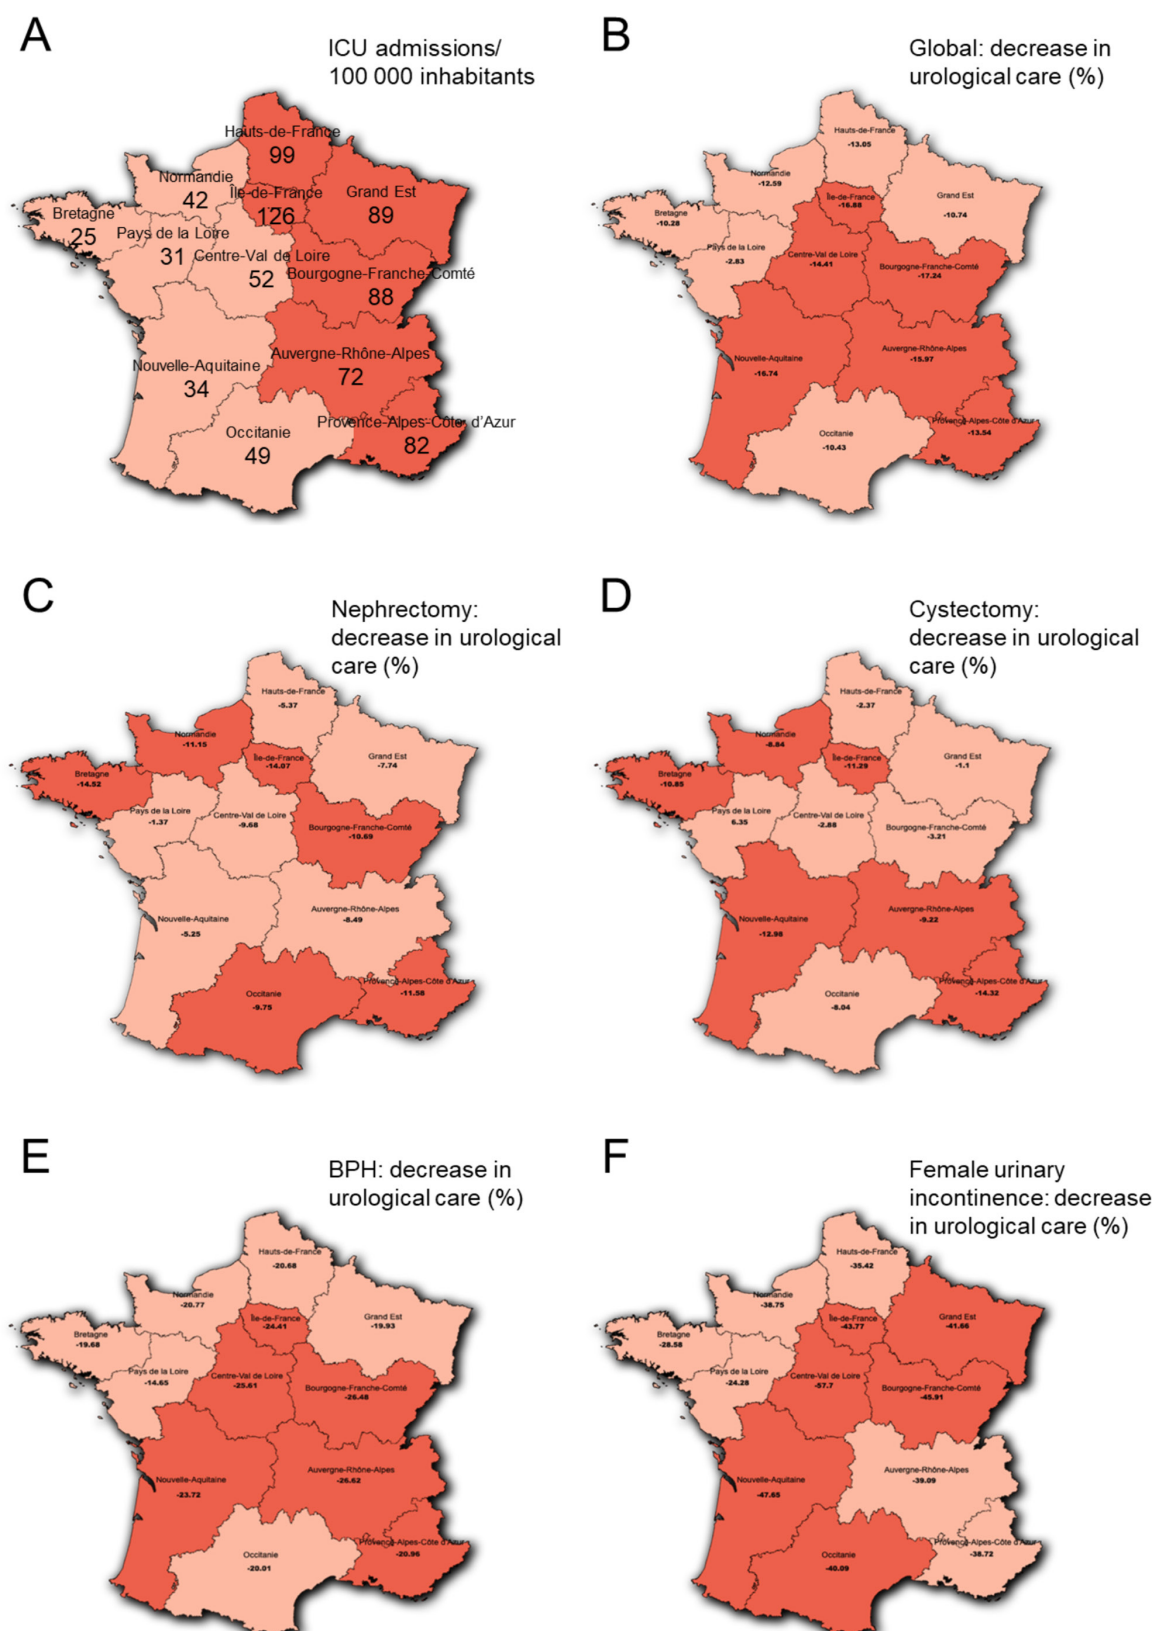 A
ICU admissions/
100 000 inhabitants
Hauts-de-France
99
Normandie
42
Île-de-France
126
Grand Est
89
Bretagne
25
Pays de la Loire
31
Centre-Val de Loire
52
Bourgogne-Franche-Comté
88
Auvergne-Rhône-Alpes
72
Nouvelle-Aquitaine
34
Provence-Alpes-Côte d'Azur
82
Occitanie
49
B
Global: decrease in
urological care (%)
Hauts-de-France
-13.05
Normandie
-12.59
Île-de-France
-16.88
Grand Est
-10.74
Bretagne
-10.28
Pays de la Loire
-2.83
Centre-Val de Loire
-14.41
Bourgogne-Franche-Comté
-17.24
Auvergne-Rhône-Alpes
-15.97
Nouvelle-Aquitaine
-16.74
Provence-Alpes-Côte d'Azur
-13.54
Occitanie
-10.43
C
Nephrectomy:
decrease in urological
care (%)
Hauts-de-France
-5.37
Normandie
-11.15
Île-de-France
-14.07
Grand Est
-7.74
Bretagne
-14.52
Pays de la Loire
-1.37
Centre-Val de Loire
-9.68
Bourgogne-Franche-Comté
-10.69
Auvergne-Rhône-Alpes
-8.49
Nouvelle-Aquitaine
-5.25
Provence-Alpes-Côte d'Azur
-11.58
Occitanie
-9.75
D
Cystectomy:
decrease in urological
care (%)
Hauts-de-France
-2.37
Normandie
-8.84
Île-de-France
-11.29
Grand Est
-1.1
Bretagne
-10.85
Pays de la Loire
6.35
Centre-Val de Loire
-2.88
Bourgogne-Franche-Comté
-3.21
Auvergne-Rhône-Alpes
-9.22
Nouvelle-Aquitaine
-12.98
Provence-Alpes-Côte d'Azur
-14.32
Occitanie
-8.04
E
BPH: decrease in
urological care (%)
Hauts-de-France
-20.68
Normandie
-20.77
Île-de-France
-24.41
Grand Est
-19.93
Bretagne
-19.68
Pays de la Loire
-14.65
Centre-Val de Loire
-25.61
Bourgogne-Franche-Comté
-26.48
Auvergne-Rhône-Alpes
-26.62
Nouvelle-Aquitaine
-23.72
Provence-Alpes-Côte d'Azur
-20.96
Occitanie
-20.01
F
Female urinary
incontinence: decrease
in urological care (%)
Hauts-de-France
-35.42
Normandie
-38.75
Île-de-France
-43.77
Grand Est
-41.66
Bretagne
-28.58
Pays de la Loire
-24.28
Centre-Val de Loire
-57.7
Bourgogne-Franche-Comté
-45.91
Auvergne-Rhône-Alpes
-39.09
Nouvelle-Aquitaine
-47.65
Provence-Alpes-Côte d'Azur
-38.72
Occitanie
-40.09